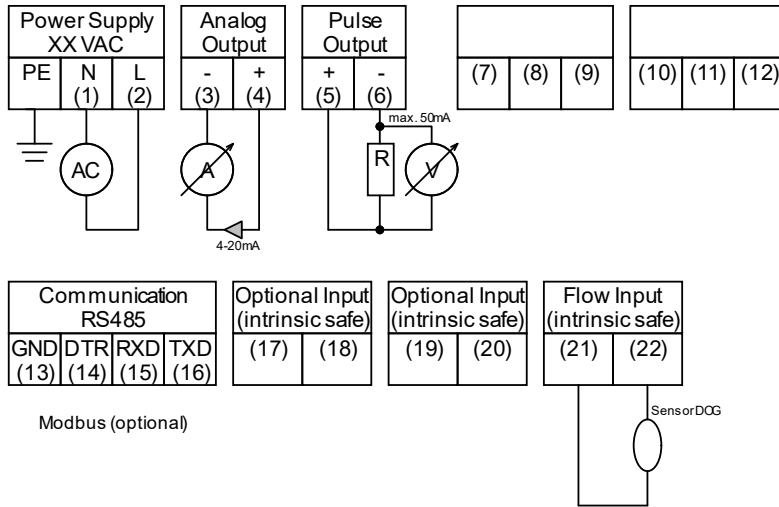 Power Supply
XX VAC
PE N L
(1) (2)
Analog
Output
- +
(3) (4)
Pulse
Output
+ -
(5) (6)
(7) (8) (9)
(10) (11) (12)
max. 50mA
AC
A
R
V
4-20mA
Communication
RS485
GND DTR RXD TXD
(13) (14) (15) (16)
Optional Input
(intrinsic safe)
(17) (18)
Optional Input
(intrinsic safe)
(19) (20)
Flow Input
(intrinsic safe)
(21) (22)
Modbus (optional)
Sensor DOG